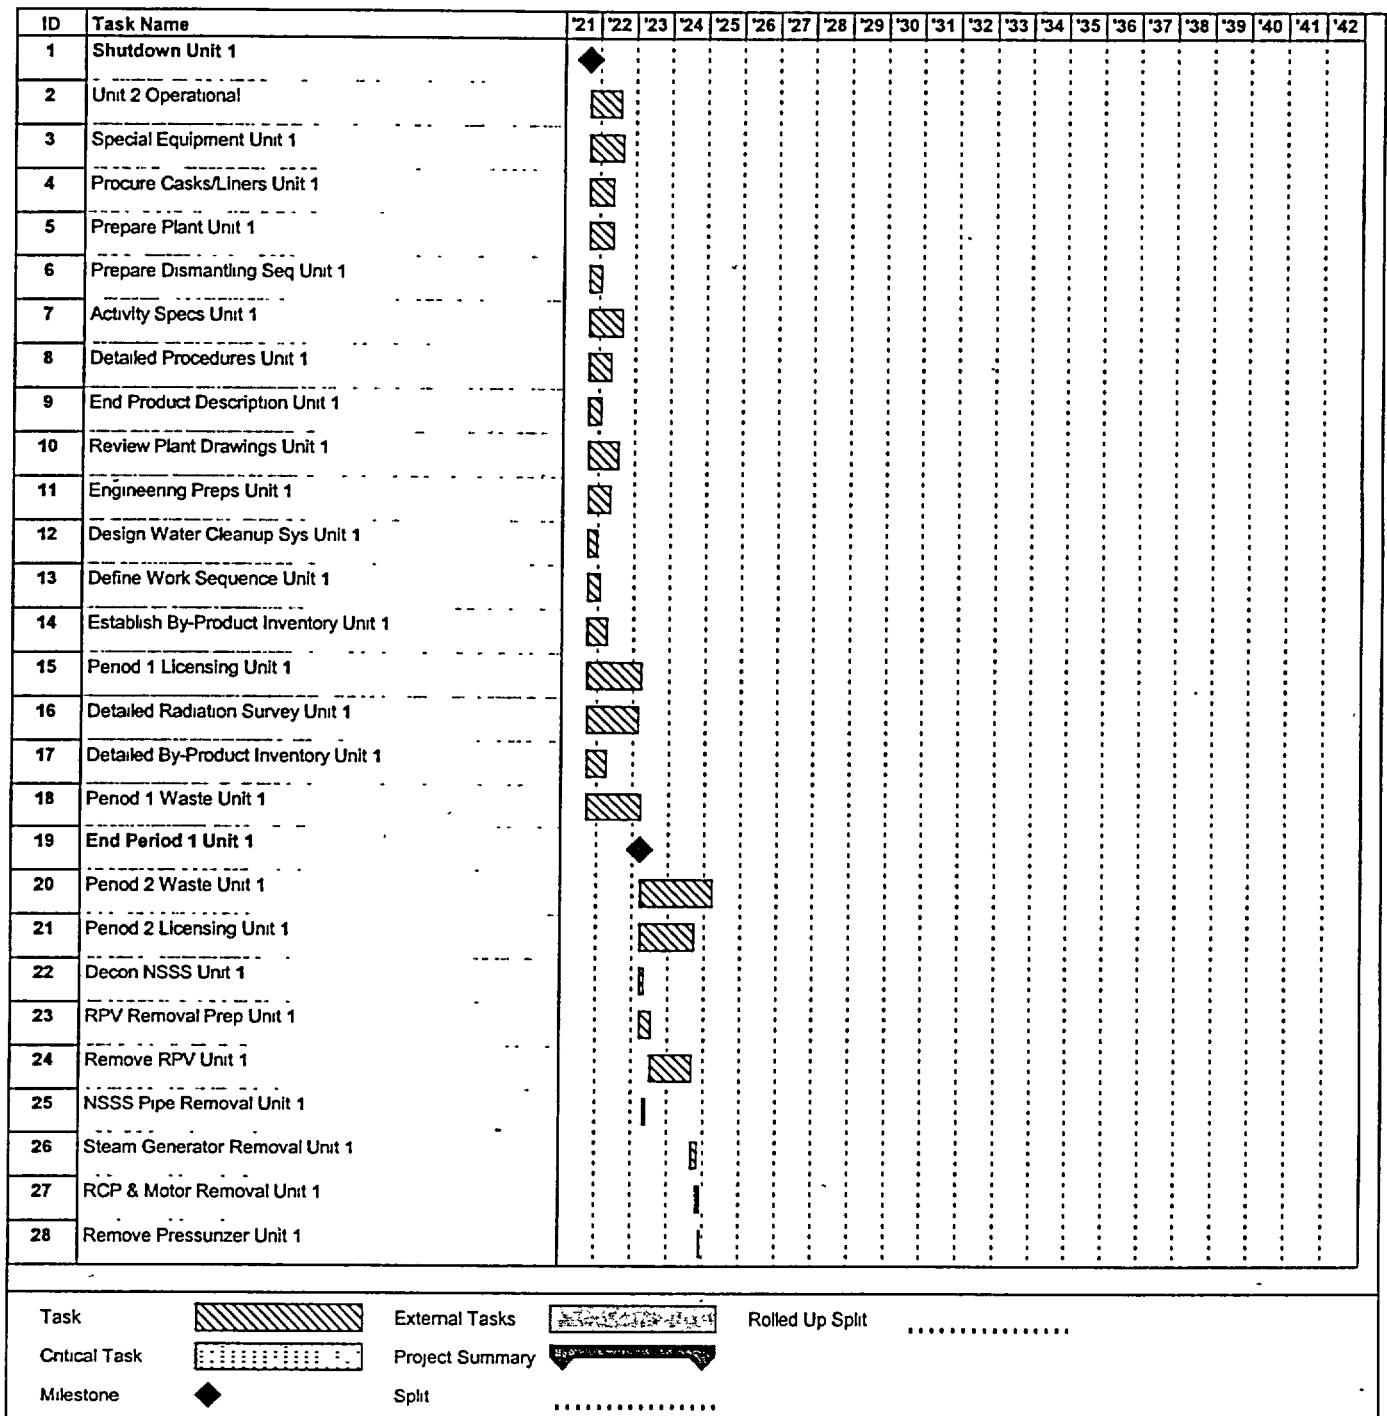 ID Task Name '21 '22 '23 '24 '25 '26 '27 '28 '29 '30 '31 '32 '33 '34 '35 '36 '37 '38 '39 '40 '41 '42
1 Shutdown Unit 1
2 Unit 2 Operational
3 Special Equipment Unit 1
4 Procure Casks/Liners Unit 1
5 Prepare Plant Unit 1
6 Prepare Dismantling Seq Unit 1
7 Activity Specs Unit 1
8 Detailed Procedures Unit 1
9 End Product Description Unit 1
10 Review Plant Drawings Unit 1
11 Engineering Preps Unit 1
12 Design Water Cleanup Sys Unit 1
13 Define Work Sequence Unit 1
14 Establish By-Product Inventory Unit 1
15 Period 1 Licensing Unit 1
16 Detailed Radiation Survey Unit 1
17 Detailed By-Product Inventory Unit 1
18 Period 1 Waste Unit 1
19 End Period 1 Unit 1
20 Period 2 Waste Unit 1
21 Period 2 Licensing Unit 1
22 Decon NSSS Unit 1
23 RPV Removal Prep Unit 1
24 Remove RPV Unit 1
25 NSSS Pipe Removal Unit 1
26 Steam Generator Removal Unit 1
27 RCP & Motor Removal Unit 1
28 Remove Pressurizer Unit 1
Task External Tasks Rolled Up Split
Critical Task Project Summary
Milestone Split